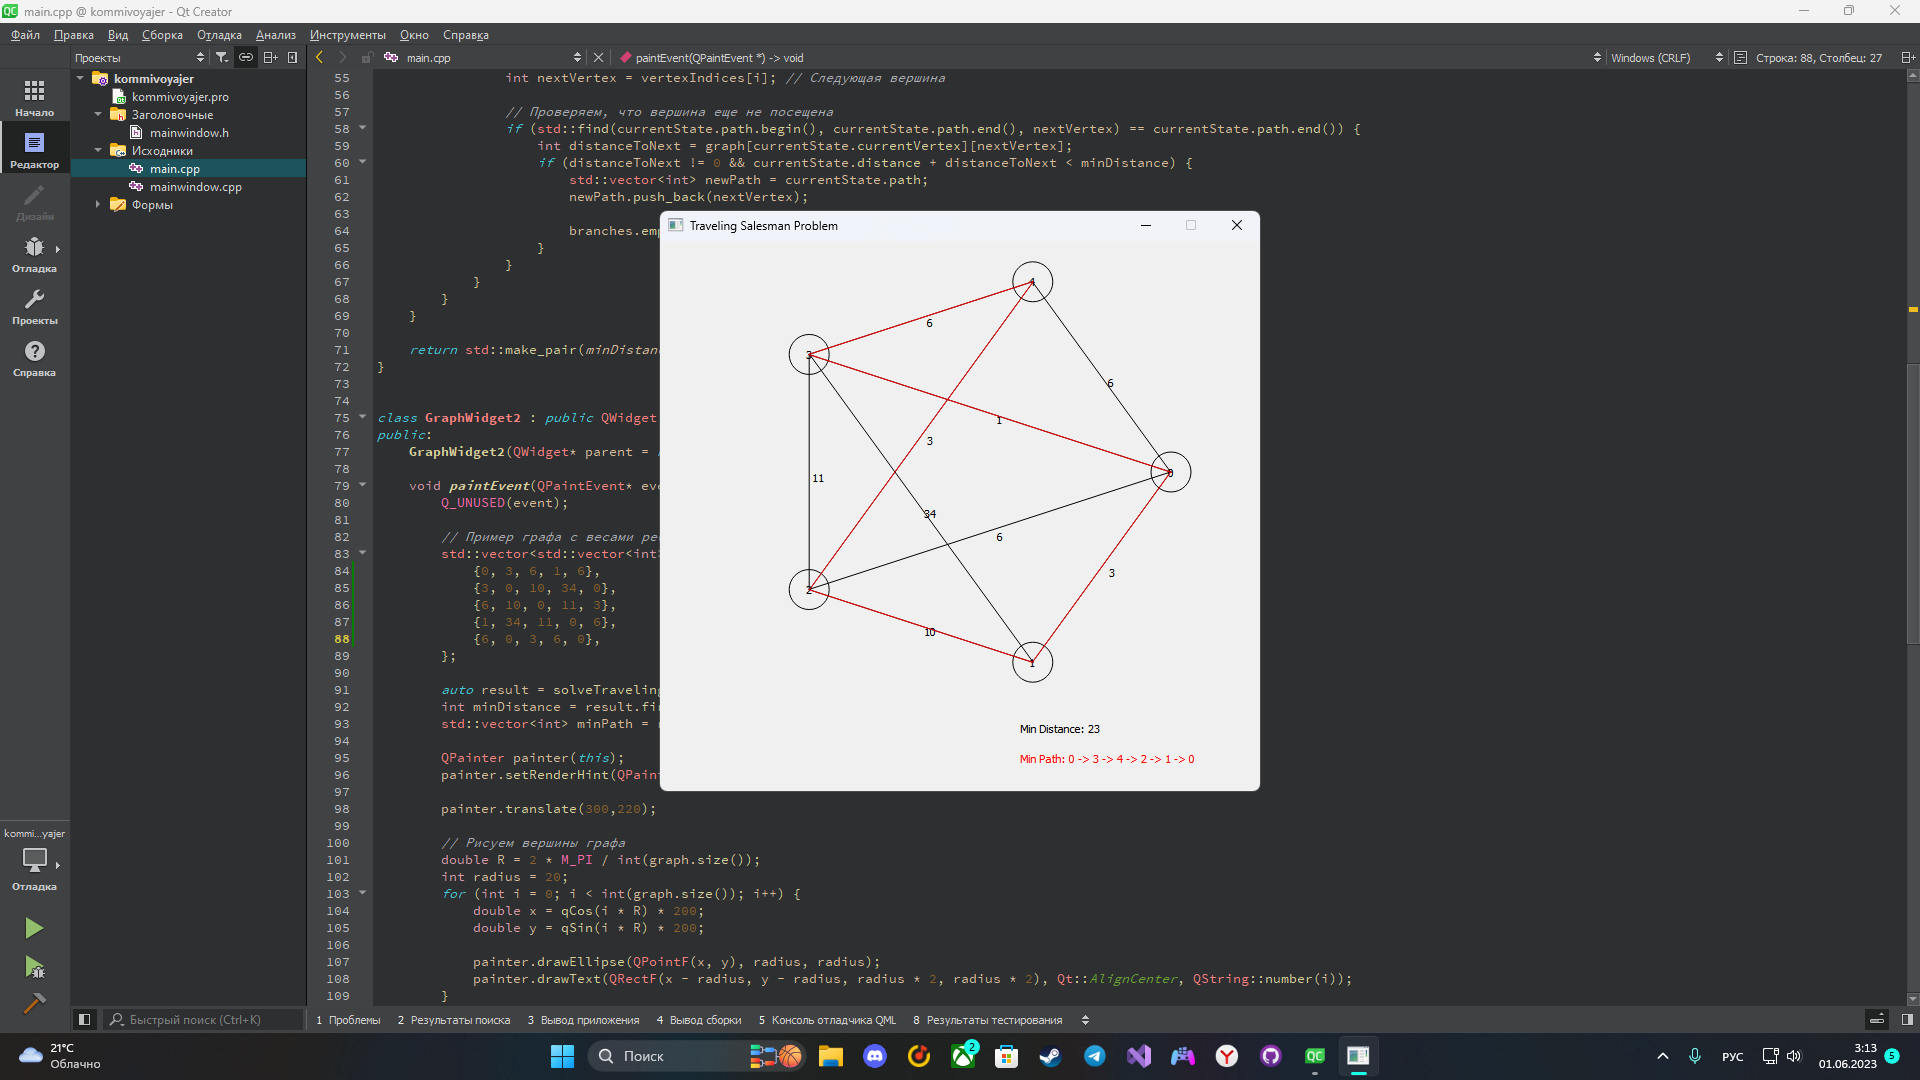 main.cpp @ kommivoyajer - Qt Creator
Файл Правка Вид Сборка Отладка Анализ Инструменты Окно Справка
Проекты
main.cpp
paintEvent(QPaintEvent *) -> void
Windows (CRLF)
Строка: 88, Столбец: 27
Начало
Редактор
Дизайн
Отладка
Проекты
Справка
kommivoyajer
kommivoyajer.pro
Заголовочные
mainwindow.h
Исходники
main.cpp
mainwindow.cpp
Формы
55 int nextVertex = vertexIndices[i]; // Следующая вершина
56
57 // Проверяем, что вершина еще не посещена
58 if (std::find(currentState.path.begin(), currentState.path.end(), nextVertex) == currentState.path.end()) {
59 int distanceToNext = graph[currentState.currentVertex][nextVertex];
60 if (distanceToNext != 0 && currentState.distance + distanceToNext < minDistance) {
61 std::vector<int> newPath = currentState.path;
62 newPath.push_back(nextVertex);
63
64 branches.em
65 }
66 }
67 }
68 }
69 }
70
71 return std::make_pair(minDistan
72 }
73
74
75 class GraphWidget2 : public QWidget
76 public:
77 GraphWidget2(QWidget* parent =
78
79 void paintEvent(QPaintEvent* eve
80 Q_UNUSED(event);
81
82 // Пример графа с весами ре
83 std::vector<std::vector<int>
84 {0, 3, 6, 1, 6},
85 {3, 0, 10, 34, 0},
86 {6, 10, 0, 11, 3},
87 {1, 34, 11, 0, 6},
88 {6, 0, 3, 6, 0},
89 };
90
91 auto result = solveTraveling
92 int minDistance = result.fi
93 std::vector<int> minPath =
94
95 QPainter painter(this);
96 painter.setRenderHint(QPain
97
98 painter.translate(300,220);
99
100 // Рисуем вершины графа
101 double R = 2 * M_PI / int(graph.size());
102 int radius = 20;
103 for (int i = 0; i < int(graph.size()); i++) {
104 double x = qCos(i * R) * 200;
105 double y = qSin(i * R) * 200;
106
107 painter.drawEllipse(QPointF(x, y), radius, radius);
108 painter.drawText(QRectF(x - radius, y - radius, radius * 2, radius * 2), Qt::AlignCenter, QString::number(i));
109 }
Traveling Salesman Problem
4
6
3
6
1
3
0
11
34
6
3
2
10
1
Min Distance: 23
Min Path: 0 -> 3 -> 4 -> 2 -> 1 -> 0
kommi...yajer
Отладка
Быстрый поиск (Ctrl+K)
1 Проблемы 2 Результаты поиска 3 Вывод приложения 4 Вывод сборки 5 Консоль отладчика QML 8 Результаты тестирования
21°C
Облачно
Поиск
2
РУС
3:13
01.06.2023
5